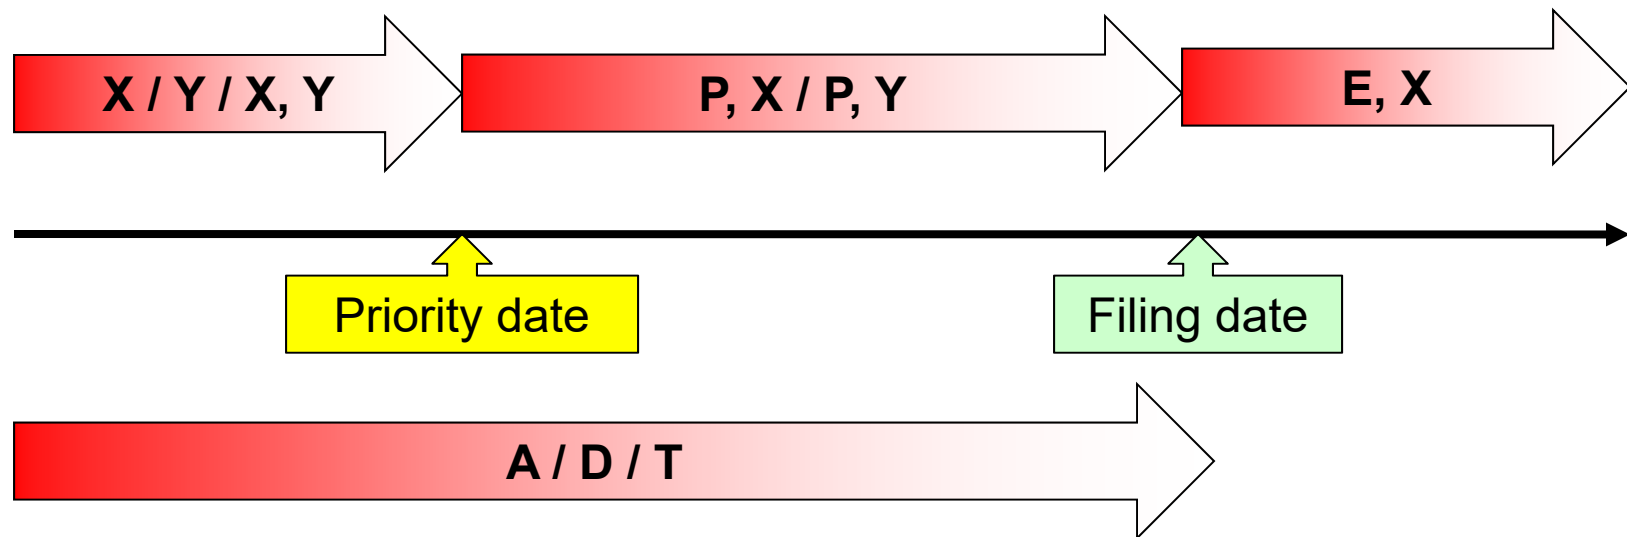 X / Y / X, Y
P, X / P, Y
E, X
Priority date
Filing date
A / D / T